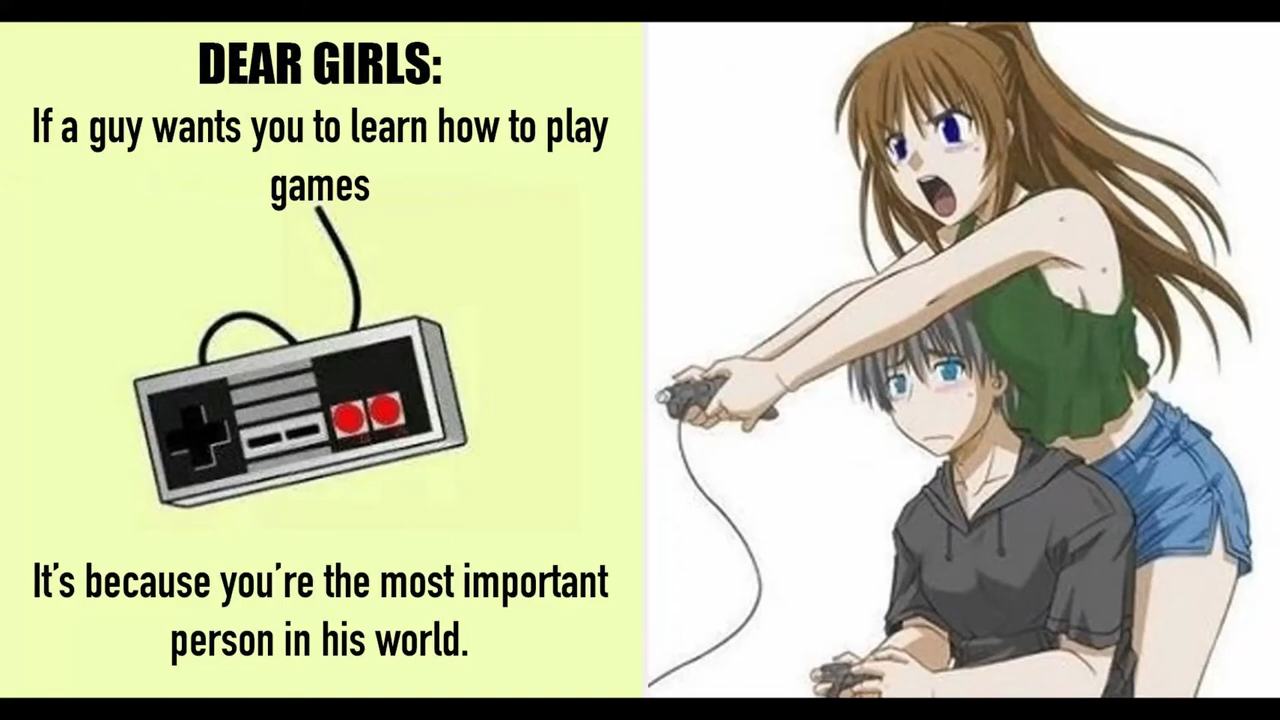 DEAR GIRLS:
If a guy wants you to learn how to play
games
It's because you're the most important
person in his world.